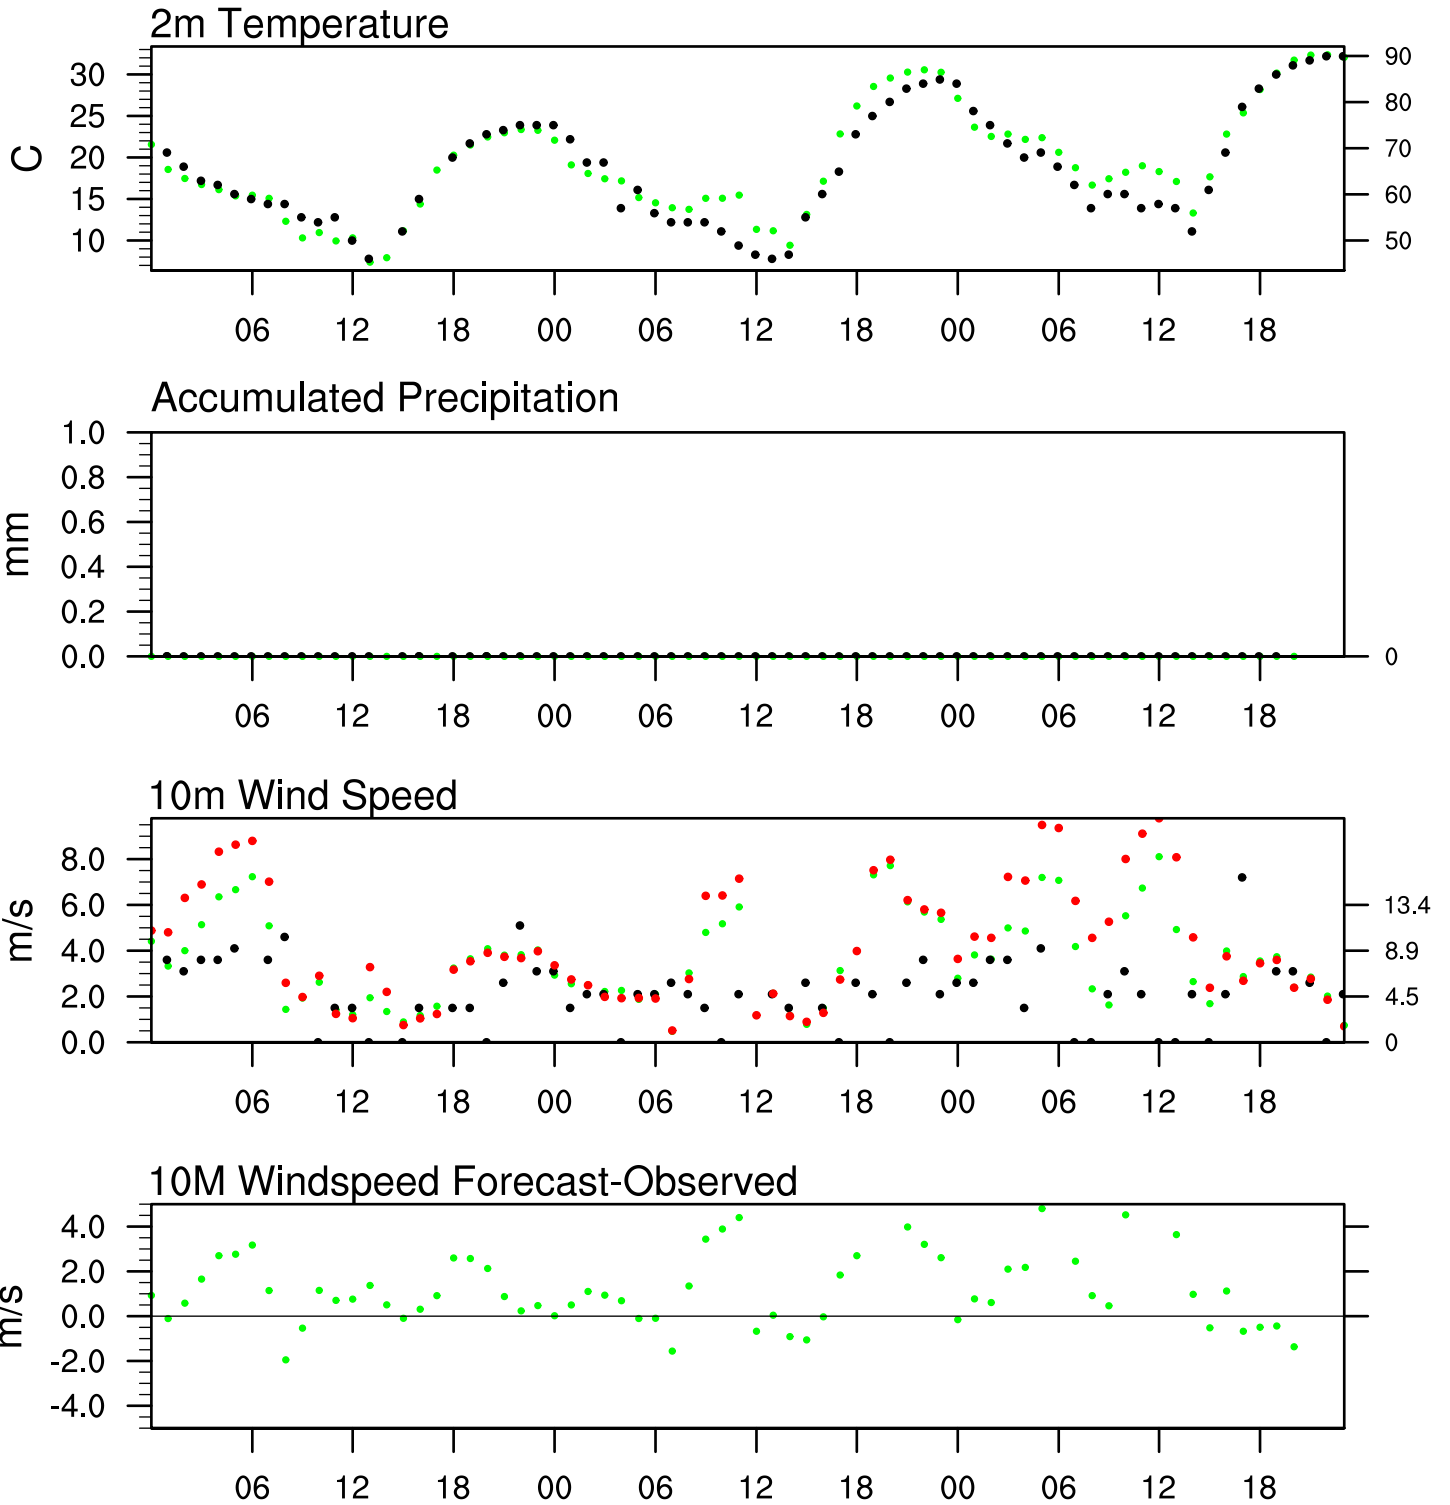 2m Temperature
30
25
20
15
10
C
90
80
70
60
50
06 12 18 00 06 12 18 00 06 12 18
Accumulated Precipitation
1.0
0.8
0.6
0.4
0.2
0.0
mm
0
06 12 18 00 06 12 18 00 06 12 18
10m Wind Speed
8.0
6.0
4.0
2.0
0.0
m/s
13.4
8.9
4.5
0
06 12 18 00 06 12 18 00 06 12 18
10M Windspeed Forecast-Observed
4.0
2.0
0.0
-2.0
-4.0
m/s
06 12 18 00 06 12 18 00 06 12 18